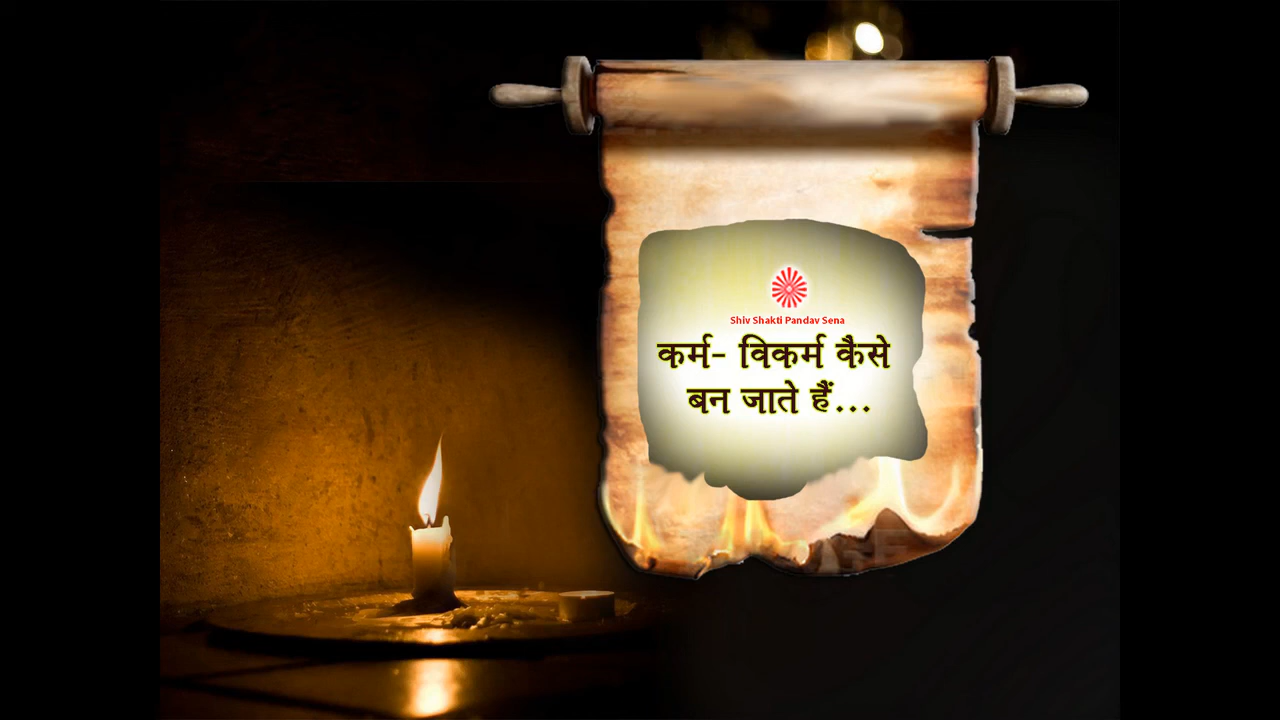 Shiv Shakti Pandav Sena
कर्म- विकर्म कैसे
बन जाते हैं...